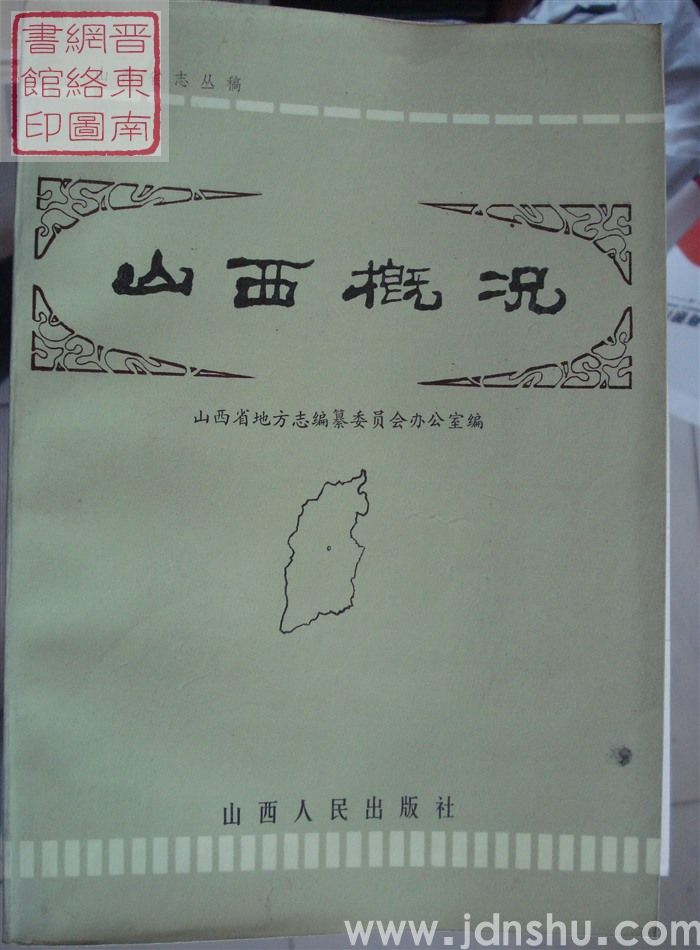 晋東南
網絡圖
書館印
志丛稿
山西概况
山西省地方志编纂委员会办公室编
山西人民出版社
www.jdnshu.com